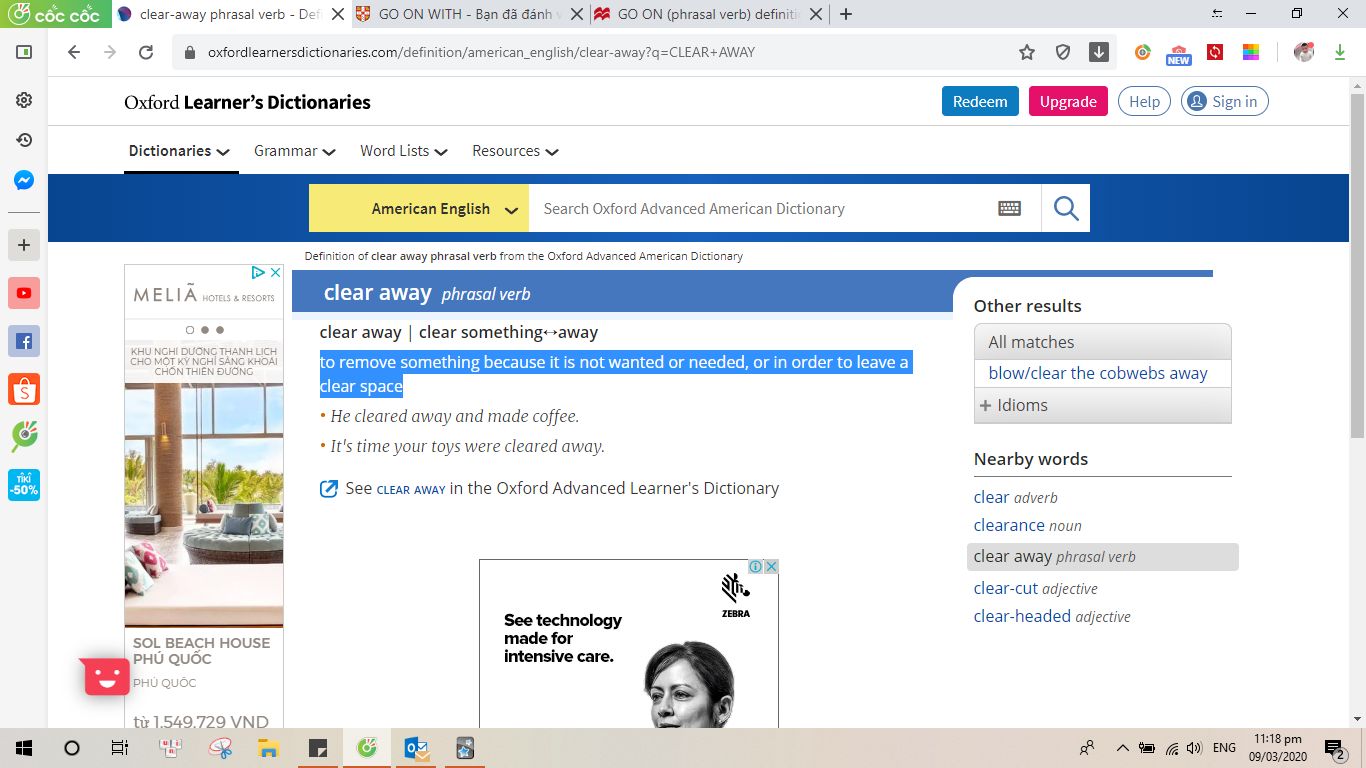 cốc cốc
clear-away phrasal verb - Def
GO ON WITH - Bạn đã đánh v
GO ON (phrasal verb) definiti
oxfordlearnersdictionaries.com/definition/american_english/clear-away?q=CLEAR+AWAY
NEW
Oxford Learner's Dictionaries
Redeem
Upgrade
Help
Sign in
Dictionaries
Grammar
Word Lists
Resources
American English
Search Oxford Advanced American Dictionary
Definition of clear away phrasal verb from the Oxford Advanced American Dictionary
clear away phrasal verb
clear away | clear something↔away
to remove something because it is not wanted or needed, or in order to leave a
clear space
• He cleared away and made coffee.
• It's time your toys were cleared away.
See CLEAR AWAY in the Oxford Advanced Learner's Dictionary
Other results
All matches
blow/clear the cobwebs away
+ Idioms
Nearby words
clear adverb
clearance noun
clear away phrasal verb
clear-cut adjective
clear-headed adjective
MELIÃ HOTELS & RESORTS
KHU NGHỈ DƯỠNG THANH LỊCH
CHO MỘT KỲ NGHỈ SẢNG KHOÁI
CHỐN THIÊN ĐƯỜNG
SOL BEACH HOUSE
PHÚ QUỐC
PHÚ QUỐC
từ 1.549.729 VND
ZEBRA
See technology
made for
intensive care.
TIKI
-50%
ENG
11:18 pm
09/03/2020
2